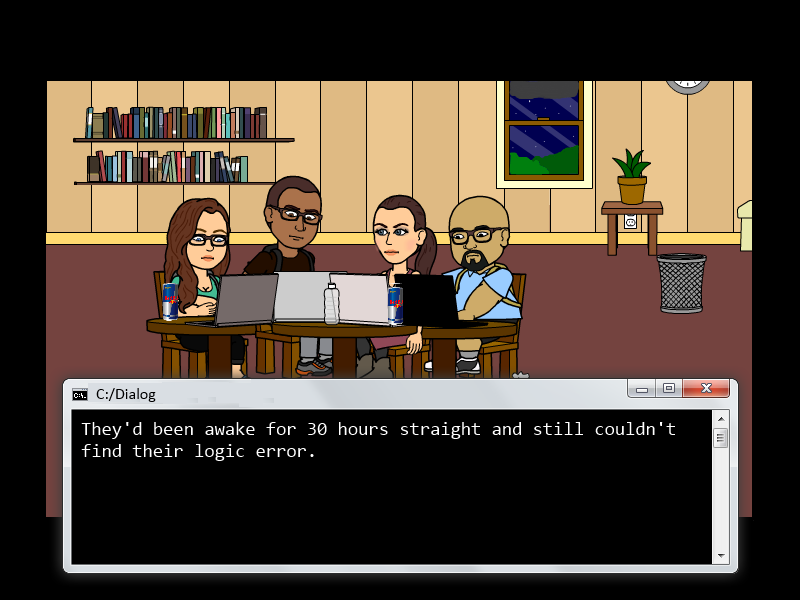 C:/Dialog
They'd been awake for 30 hours straight and still couldn't
find their logic error.